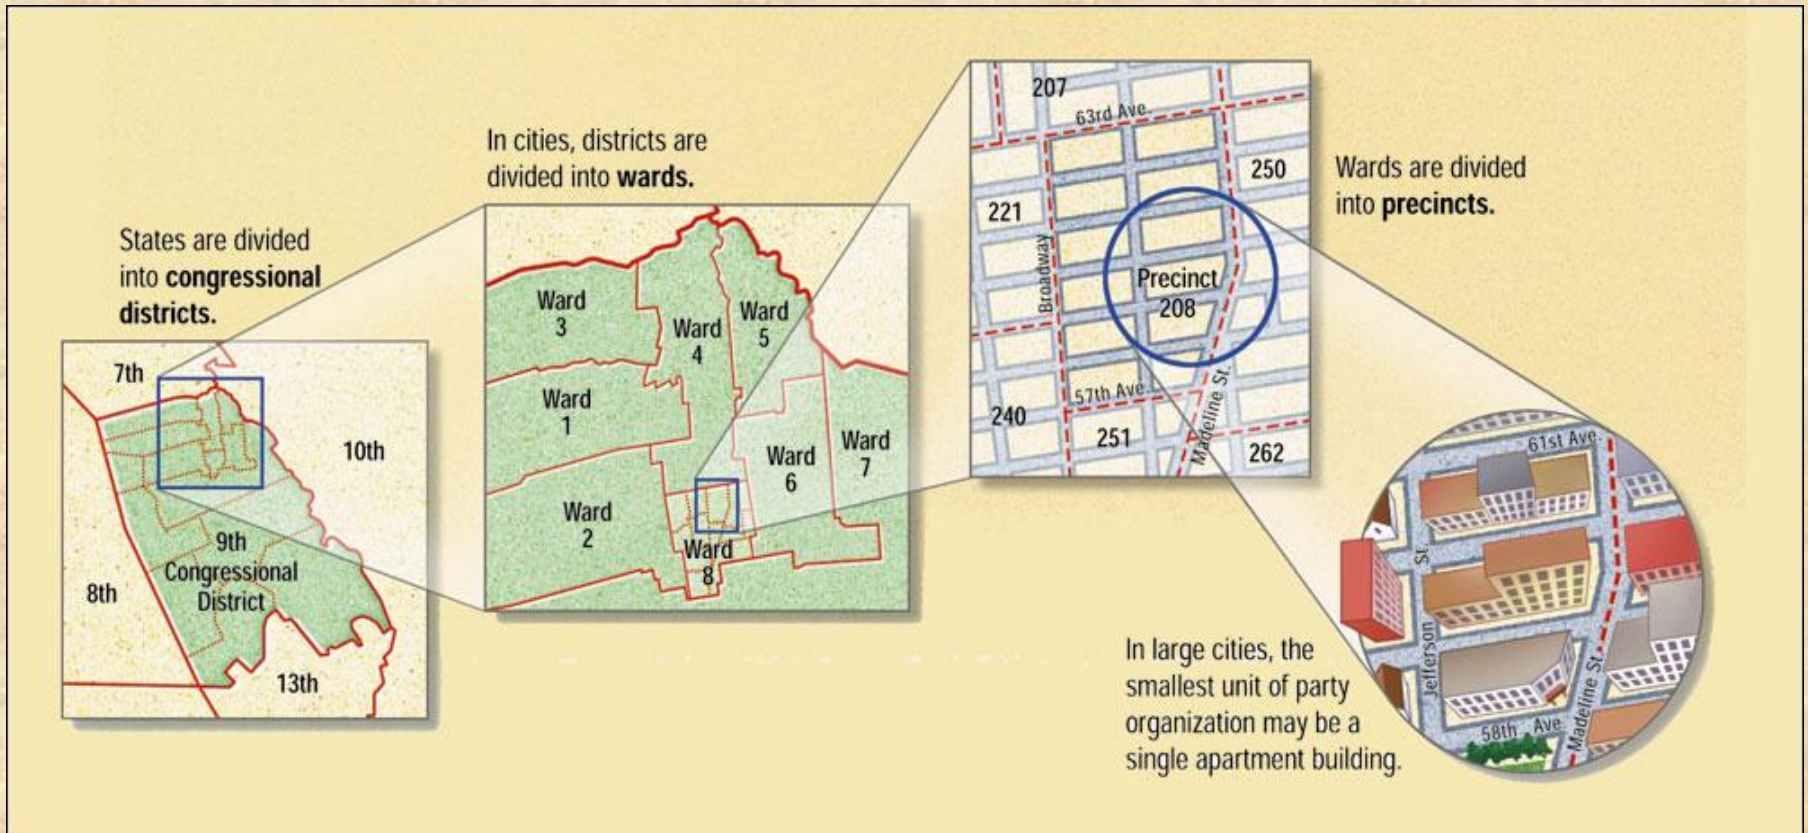 States are divided
into congressional
districts.
7th
10th
9th
Congressional
District
8th
13th
In cities, districts are
divided into wards.
Ward
3
Ward
4
Ward
5
Ward
1
Ward
6
Ward
7
Ward
2
Ward
8
207
63rd Ave.
250
221
Broadway
Precinct
208
57th Ave.
240
251
Madeline St.
262
Wards are divided
into precincts.
In large cities, the
smallest unit of party
organization may be a
single apartment building.
61st Ave.
Jefferson St.
Madeline St.
58th Ave.